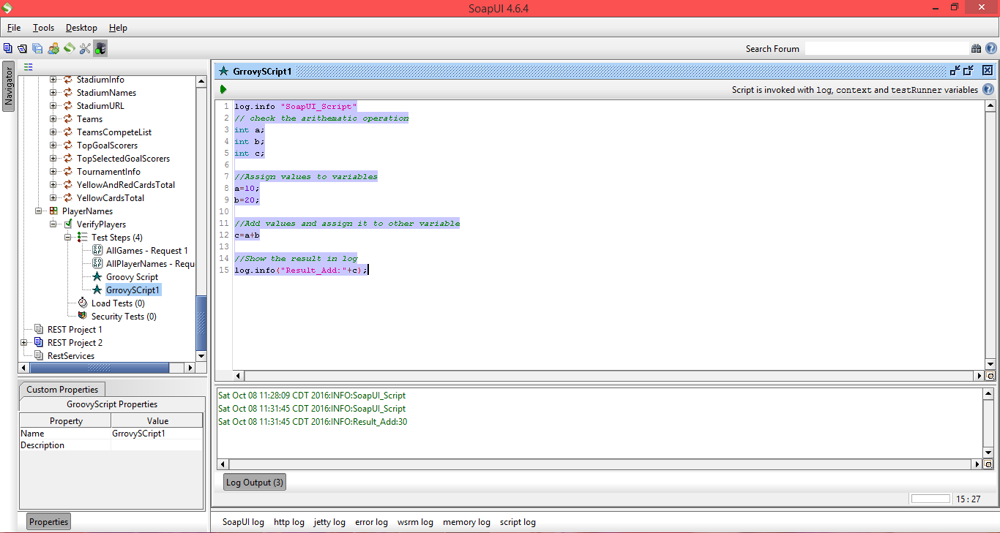 SoapUI 4.6.4
File Tools Desktop Help
Search Forum
Navigator
StadiumInfo
StadiumNames
StadiumURL
Teams
TeamsCompeteList
TopGoalScorers
TopSelectedGoalScorers
TournamentInfo
YellowAndRedCardsTotal
YellowCardsTotal
PlayerNames
VerifyPlayers
Test Steps (4)
AllGames - Request 1
AllPlayerNames - Requ
Groovy Script
GrrovySCript1
Load Tests (0)
Security Tests (0)
REST Project 1
REST Project 2
RestServices
Custom Properties
GroovyScript Properties
Property Value
Name GrrovySCript1
Description
Properties
GrrovySCript1
Script is invoked with log, context and testRunner variables
1 log.info "SoapUI_Script"
2 // check the arithematic operation
3 int a;
4 int b;
5 int c;
6
7 //Assign values to variables
8 a=10;
9 b=20;
10
11 //Add values and assign it to other variable
12 c=a+b
13
14 //Show the result in log
15 log.info("Result_Add:"+c);
Sat Oct 08 11:28:09 CDT 2016:INFO:SoapUI_Script
Sat Oct 08 11:31:45 CDT 2016:INFO:SoapUI_Script
Sat Oct 08 11:31:45 CDT 2016:INFO:Result_Add:30
Log Output (3)
15 : 27
SoapUI log http log jetty log error log wsrm log memory log script log